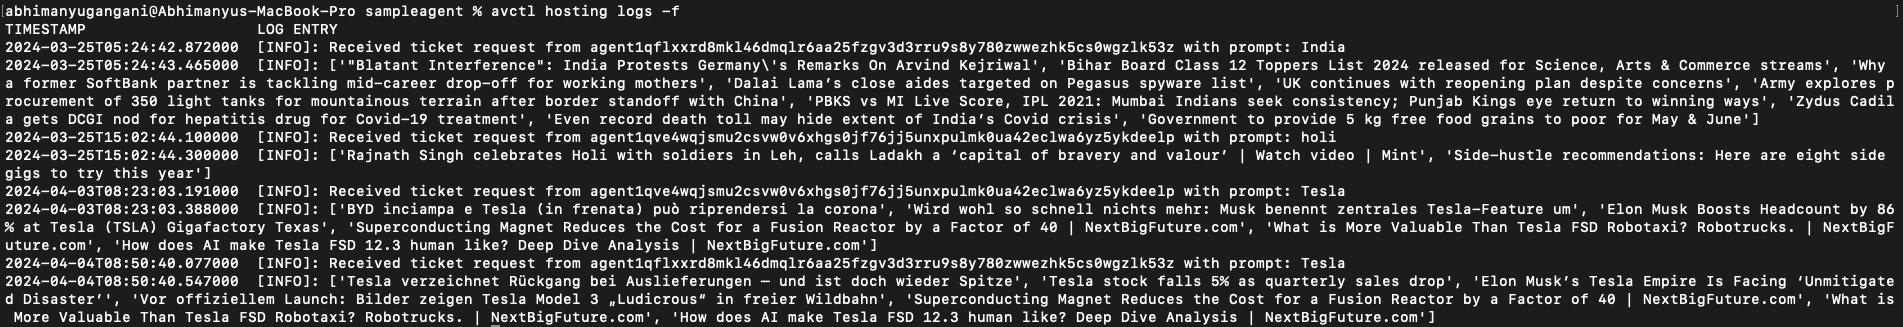 abhimanyugangani@Abhimanyus-MacBook-Pro sampleagent % avctl hosting logs -f
TIMESTAMP LOG ENTRY
2024-03-25T05:24:42.872000 [INFO]: Received ticket request from agent1qflxxrd8mkl46dmqlr6aa25fzgv3d3rru9s8y780zwwezhk5cs0wgzlk53z with prompt: India
2024-03-25T05:24:43.465000 [INFO]: ['"Blatant Interference": India Protests Germany\'s Remarks On Arvind Kejriwal', 'Bihar Board Class 12 Toppers List 2024 released for Science, Arts & Commerce streams', 'Why
a former SoftBank partner is tackling mid-career drop-off for working mothers', 'Dalai Lama’s close aides targeted on Pegasus spyware list', 'UK continues with reopening plan despite concerns', 'Army explores p
rocurement of 350 light tanks for mountainous terrain after border standoff with China', 'PBKS vs MI Live Score, IPL 2021: Mumbai Indians seek consistency; Punjab Kings eye return to winning ways', 'Zydus Cadil
a gets DCGI nod for hepatitis drug for Covid-19 treatment', 'Even record death toll may hide extent of India’s Covid crisis', 'Government to provide 5 kg free food grains to poor for May & June']
2024-03-25T15:02:44.100000 [INFO]: Received ticket request from agent1qve4wqjsmu2csvw0v6xhgs0jf76jj5unxpulmk0ua42eclwa6yz5ykdeelp with prompt: holi
2024-03-25T15:02:44.300000 [INFO]: ['Rajnath Singh celebrates Holi with soldiers in Leh, calls Ladakh a ‘capital of bravery and valour’ | Watch video | Mint', 'Side-hustle recommendations: Here are eight side
gigs to try this year']
2024-04-03T08:23:03.191000 [INFO]: Received ticket request from agent1qve4wqjsmu2csvw0v6xhgs0jf76jj5unxpulmk0ua42eclwa6yz5ykdeelp with prompt: Tesla
2024-04-03T08:23:03.388000 [INFO]: ['BYD inciampa e Tesla (in frenata) può riprendersi la corona', 'Wird wohl so schnell nichts mehr: Musk benennt zentrales Tesla-Feature um', 'Elon Musk Boosts Headcount by 86
% at Tesla (TSLA) Gigafactory Texas', 'Superconducting Magnet Reduces the Cost for a Fusion Reactor by a Factor of 40 | NextBigFuture.com', 'What is More Valuable Than Tesla FSD Robotaxi? Robotrucks. | NextBigF
uture.com', 'How does AI make Tesla FSD 12.3 human like? Deep Dive Analysis | NextBigFuture.com']
2024-04-04T08:50:40.077000 [INFO]: Received ticket request from agent1qflxxrd8mkl46dmqlr6aa25fzgv3d3rru9s8y780zwwezhk5cs0wgzlk53z with prompt: Tesla
2024-04-04T08:50:40.547000 [INFO]: ['Tesla verzeichnet Rückgang bei Auslieferungen – und ist doch wieder Spitze', 'Tesla stock falls 5% as quarterly sales drop', 'Elon Musk’s Tesla Empire Is Facing ‘Unmitigate
d Disaster’', 'Vor offiziellem Launch: Bilder zeigen Tesla Model 3 „Ludicrous“ in freier Wildbahn', 'Superconducting Magnet Reduces the Cost for a Fusion Reactor by a Factor of 40 | NextBigFuture.com', 'What is
More Valuable Than Tesla FSD Robotaxi? Robotrucks. | NextBigFuture.com', 'How does AI make Tesla FSD 12.3 human like? Deep Dive Analysis | NextBigFuture.com']